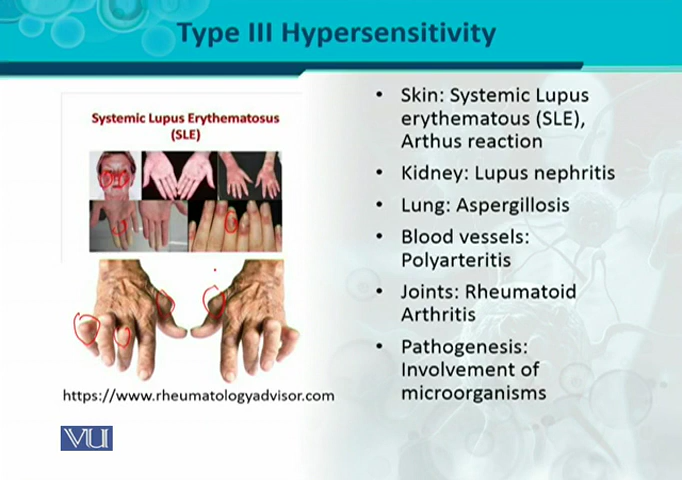 Type III Hypersensitivity
Systemic Lupus Erythematosus
(SLE)
• Skin: Systemic Lupus
erythematous (SLE),
Arthus reaction
• Kidney: Lupus nephritis
• Lung: Aspergillosis
• Blood vessels:
Polyarteritis
• Joints: Rheumatoid
Arthritis
• Pathogenesis:
Involvement of
microorganisms
https://www.rheumatologyadvisor.com
VU